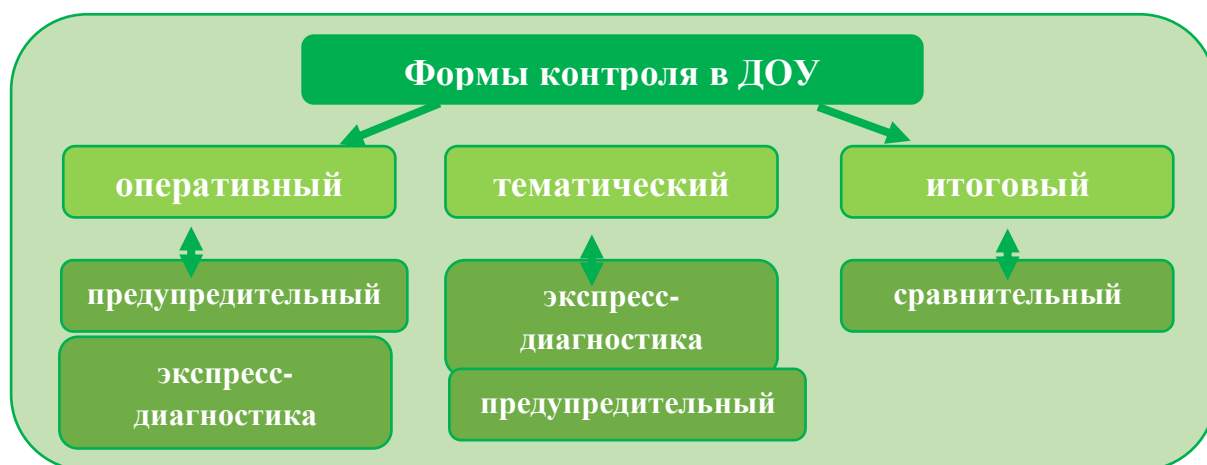 Формы контроля в ДОУ
оперативный
тематический
итоговый
предупредительный
экспресс-
диагностика
экспресс-
диагностика
предупредительный
сравнительный